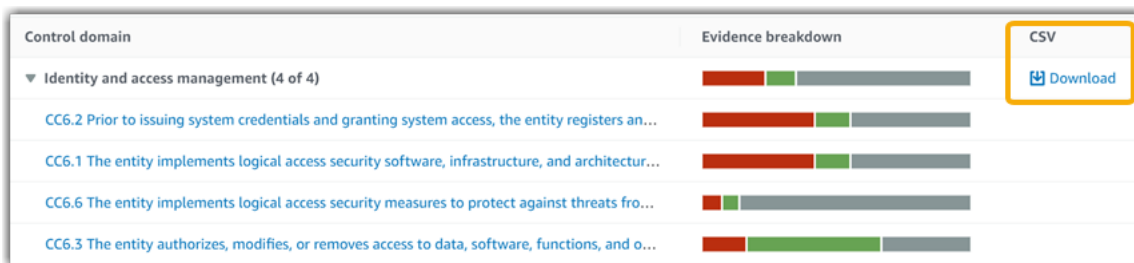 Control domain Evidence breakdown CSV
Identity and access management (4 of 4) Download
CC6.2 Prior to issuing system credentials and granting system access, the entity registers an...
CC6.1 The entity implements logical access security software, infrastructure, and architectur...
CC6.6 The entity implements logical access security measures to protect against threats fro...
CC6.3 The entity authorizes, modifies, or removes access to data, software, functions, and o...